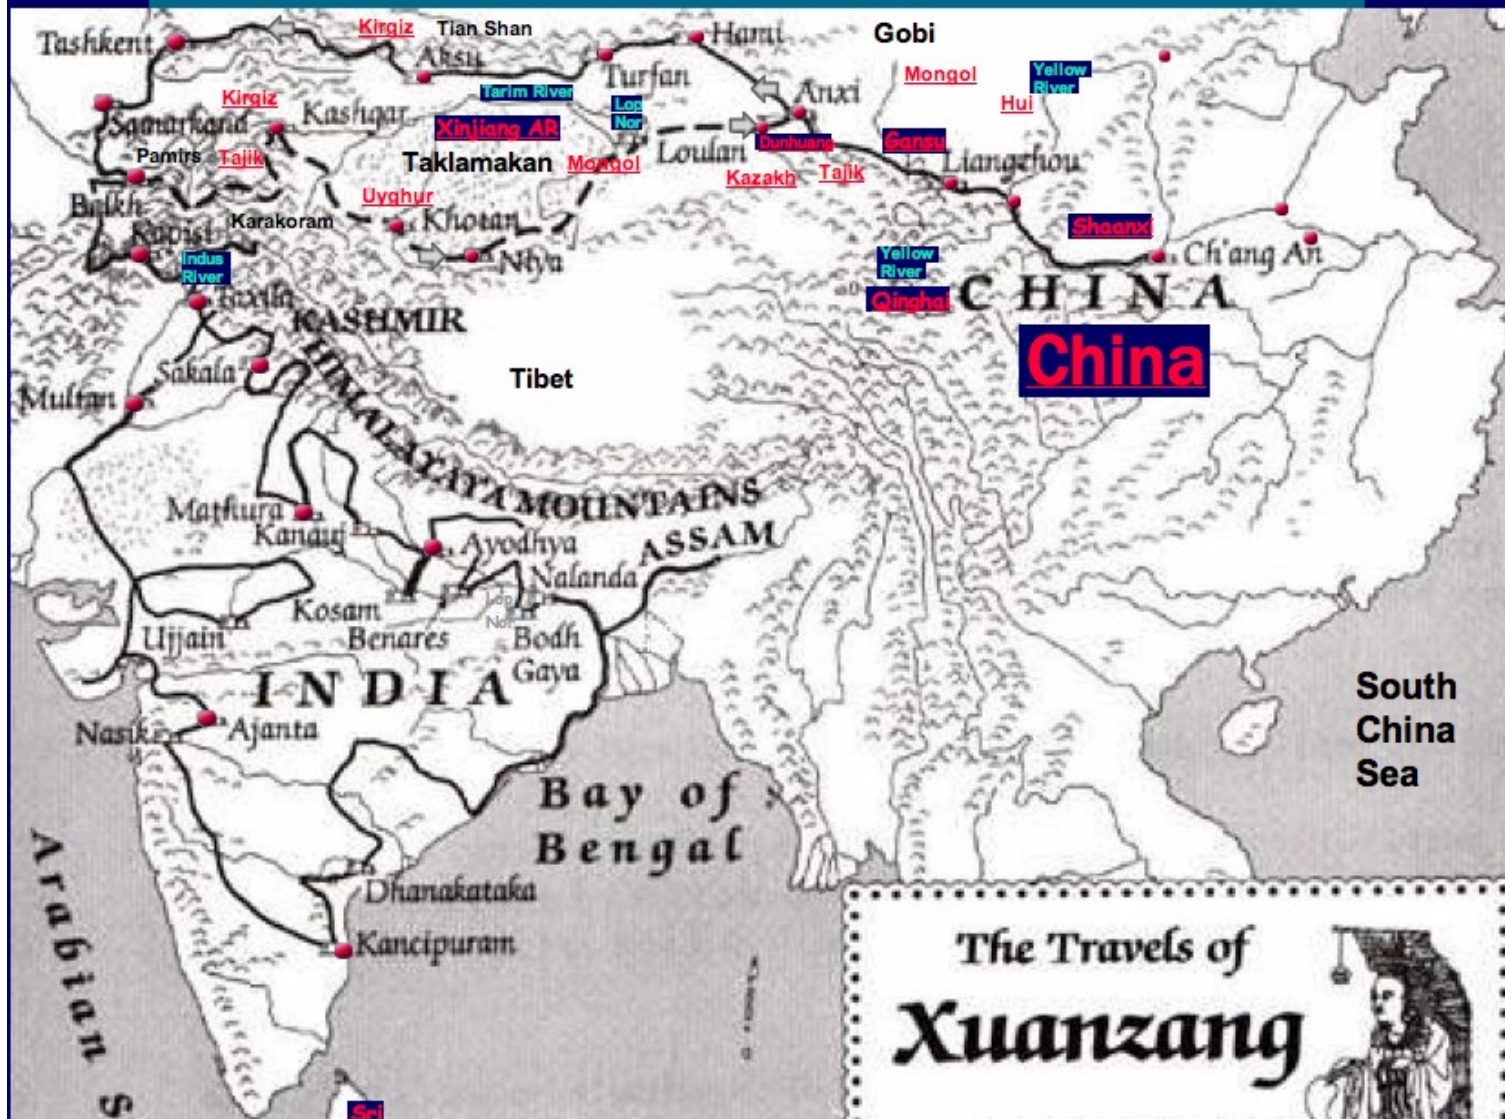 Kirgiz
Tian Shan
Gobi
Tashkent
Hami
Aksu
Turfan
Mongol
Yellow
River
Tarim River
Anxi
Hui
Kirgiz
Kashgar
Lop
Nor
Samarkand
Xinjiang AR
Dunhuang
Gansu
Pamirs
Tajik
Taklamakan
Mongol
Loulan
Liangzhou
Kazakh
Tajik
Balkh
Uyghur
Karakoram
Khotan
Shaanxi
Kapisi
Indus
River
Niya
Yellow
River
Ch'ang An
Taxila
Qinghai
CHINA
KASHMIR
China
Sakala
Tibet
Multan
HIMALAYATA MOUNTAINS
Mathura
Kanauj
Ayodhya
ASSAM
Nalanda
Kosam
Lop
Nor
Ujjain
Benares
Bodh
Gaya
INDIA
South
China
Sea
Nasik
Ajanta
Bay of
Bengal
Arabian S
Dhanakataka
Kancipuram
The Travels of
Xuanzang
Sri